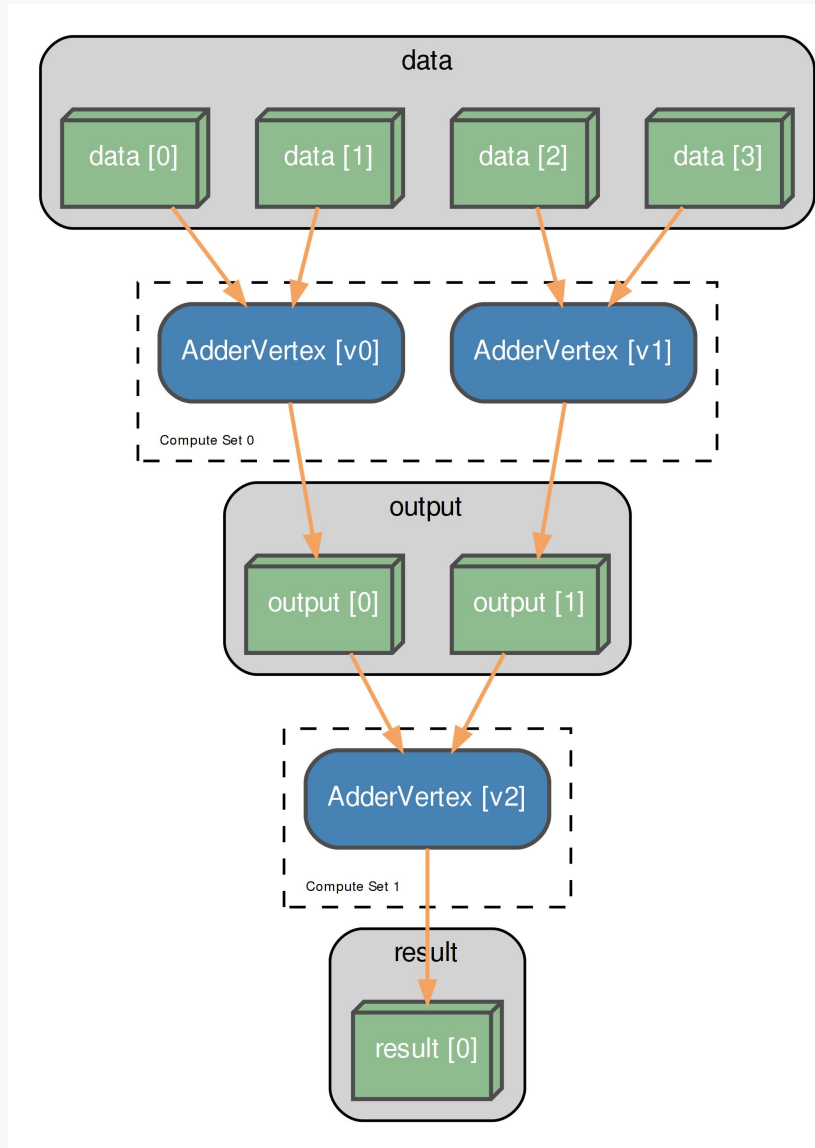 data
data [0]
data [1]
data [2]
data [3]
AdderVertex [v0]
AdderVertex [v1]
Compute Set 0
output
output [0]
output [1]
AdderVertex [v2]
Compute Set 1
result
result [0]